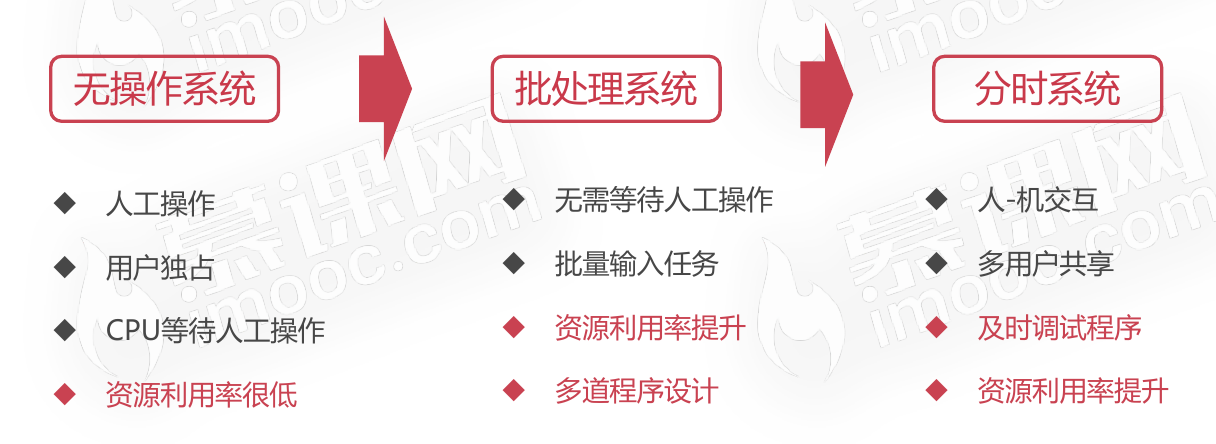 无操作系统
人工操作
用户独占
CPU等待人工操作
资源利用率很低
批处理系统
无需等待人工操作
批量输入任务
资源利用率提升
多道程序设计
分时系统
人-机交互
多用户共享
及时调试程序
资源利用率提升
慕课网
imooc.com